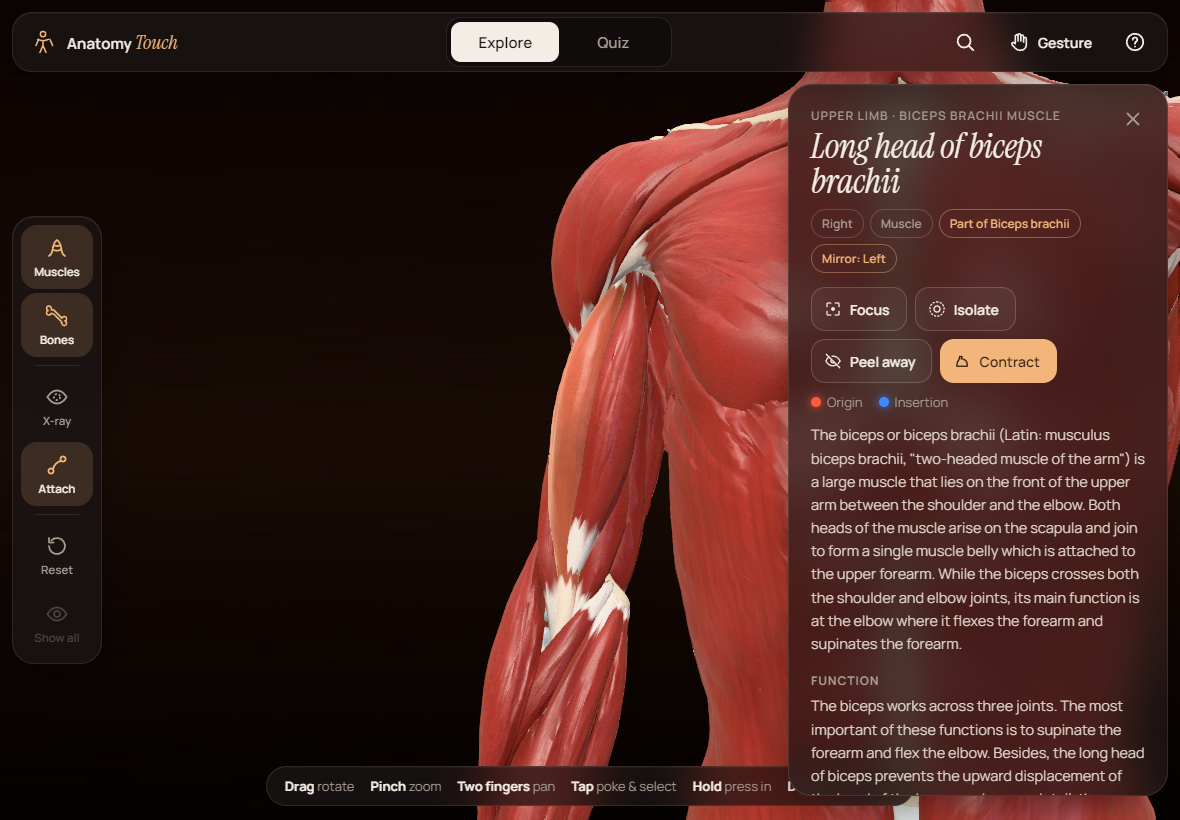 Anatomy Touch
Explore
Quiz
Gesture
Muscles
Bones
X-ray
Attach
Reset
Show all
UPPER LIMB · BICEPS BRACHII MUSCLE
Long head of biceps
brachii
Right
Muscle
Part of Biceps brachii
Mirror: Left
Focus
Isolate
Peel away
Contract
Origin
Insertion
The biceps or biceps brachii (Latin: musculus
biceps brachii, "two-headed muscle of the arm") is
a large muscle that lies on the front of the upper
arm between the shoulder and the elbow. Both
heads of the muscle arise on the scapula and join
to form a single muscle belly which is attached to
the upper forearm. While the biceps crosses both
the shoulder and elbow joints, its main function is
at the elbow where it flexes the forearm and
supinates the forearm.
FUNCTION
The biceps works across three joints. The most
important of these functions is to supinate the
forearm and flex the elbow. Besides, the long head
of biceps prevents the upward displacement of
Drag rotate Pinch zoom Two fingers pan Tap poke & select Hold press in